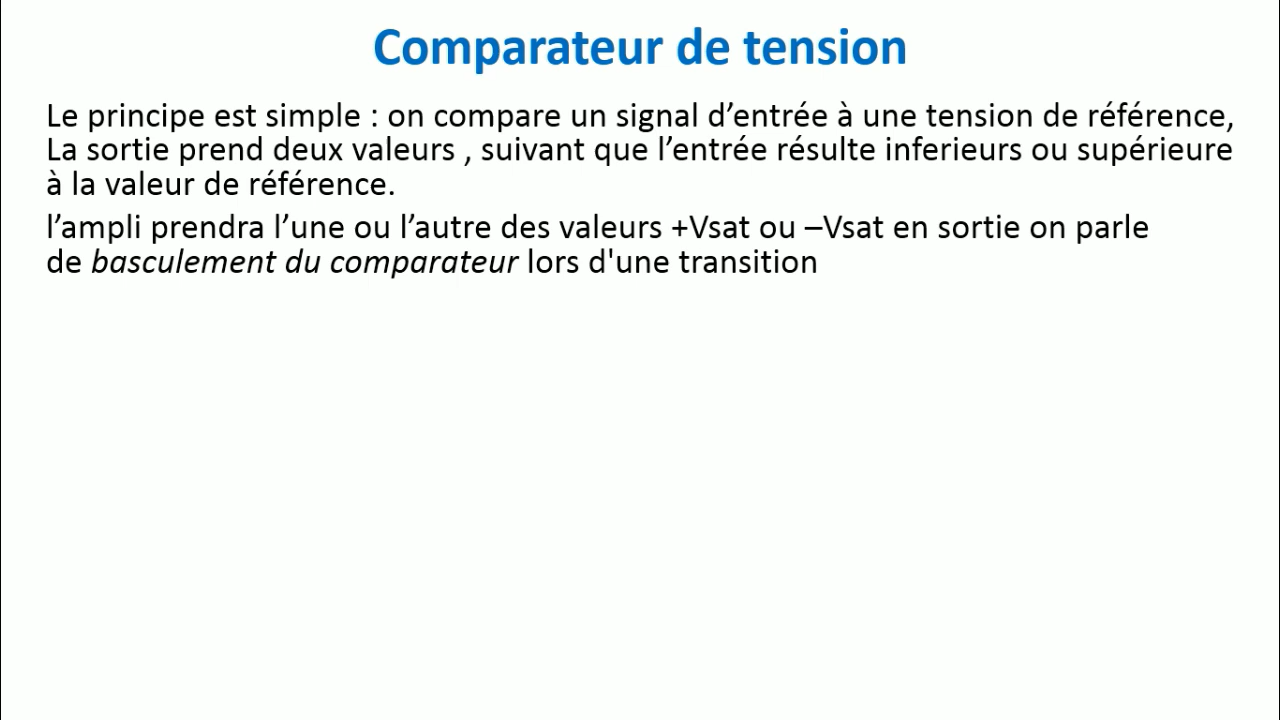 Comparateur de tension
Le principe est simple : on compare un signal d’entrée à une tension de référence,
La sortie prend deux valeurs , suivant que l’entrée résulte inferieurs ou supérieure
à la valeur de référence.
l’ampli prendra l’une ou l’autre des valeurs +Vsat ou –Vsat en sortie on parle
de basculement du comparateur lors d'une transition